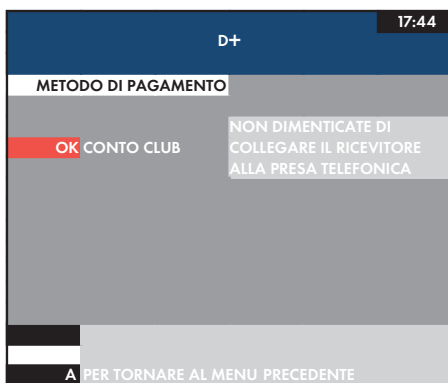 17:44
D+
METODO DI PAGAMENTO
NON DIMENTICATE DI
OK CONTO CLUB COLLEGARE IL RICEVITORE
ALLA PRESA TELEFONICA
A PER TORNARE AL MENU PRECEDENTE